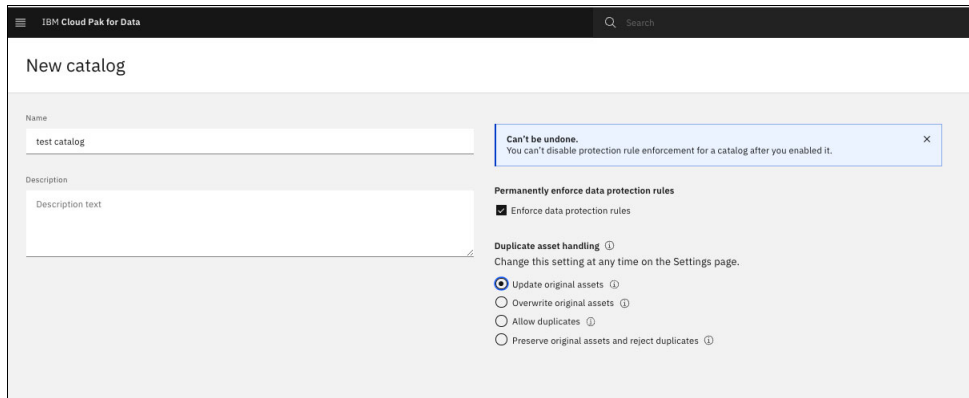 IBM Cloud Pak for Data
Search
New catalog
Name
test catalog
Description
Description text
Can't be undone.
You can't disable protection rule enforcement for a catalog after you enabled it.
Permanently enforce data protection rules
Enforce data protection rules
Duplicate asset handling
Change this setting at any time on the Settings page.
Update original assets
Overwrite original assets
Allow duplicates
Preserve original assets and reject duplicates